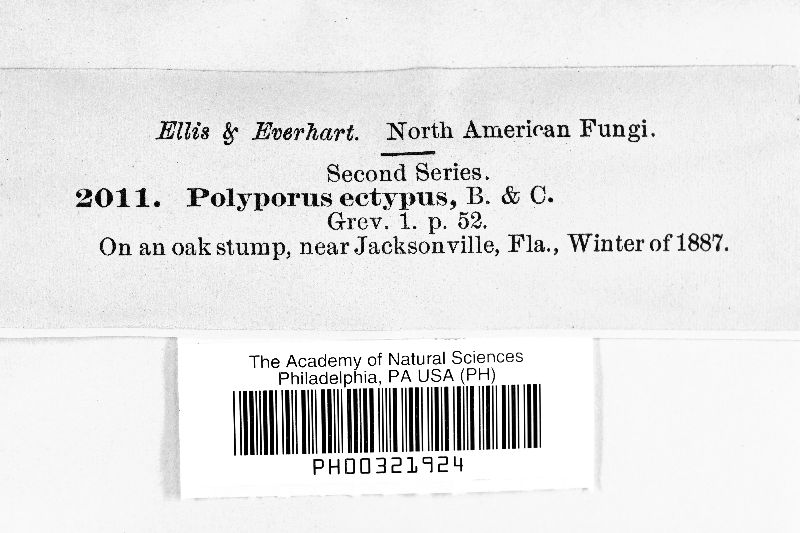 Ellis & Everhart. North American Fungi.
Second Series.
2011. Polyporus ectypus, B. & C.
Grev. 1. p. 52.
On an oak stump, near Jacksonville, Fla., Winter of 1887.
The Academy of Natural Sciences
Philadelphia, PA USA (PH)
PH00321924